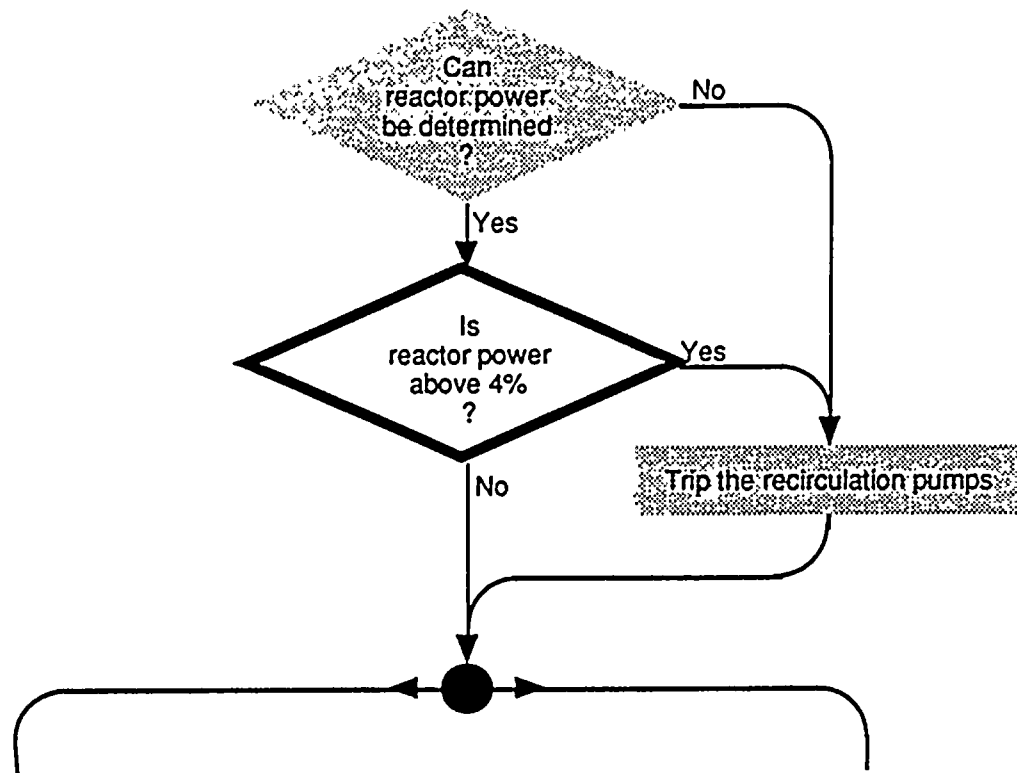 Can
reactor power
be determined
?
No
Yes
Is
reactor power
above 4%
?
Yes
Trip the recirculation pumps
No